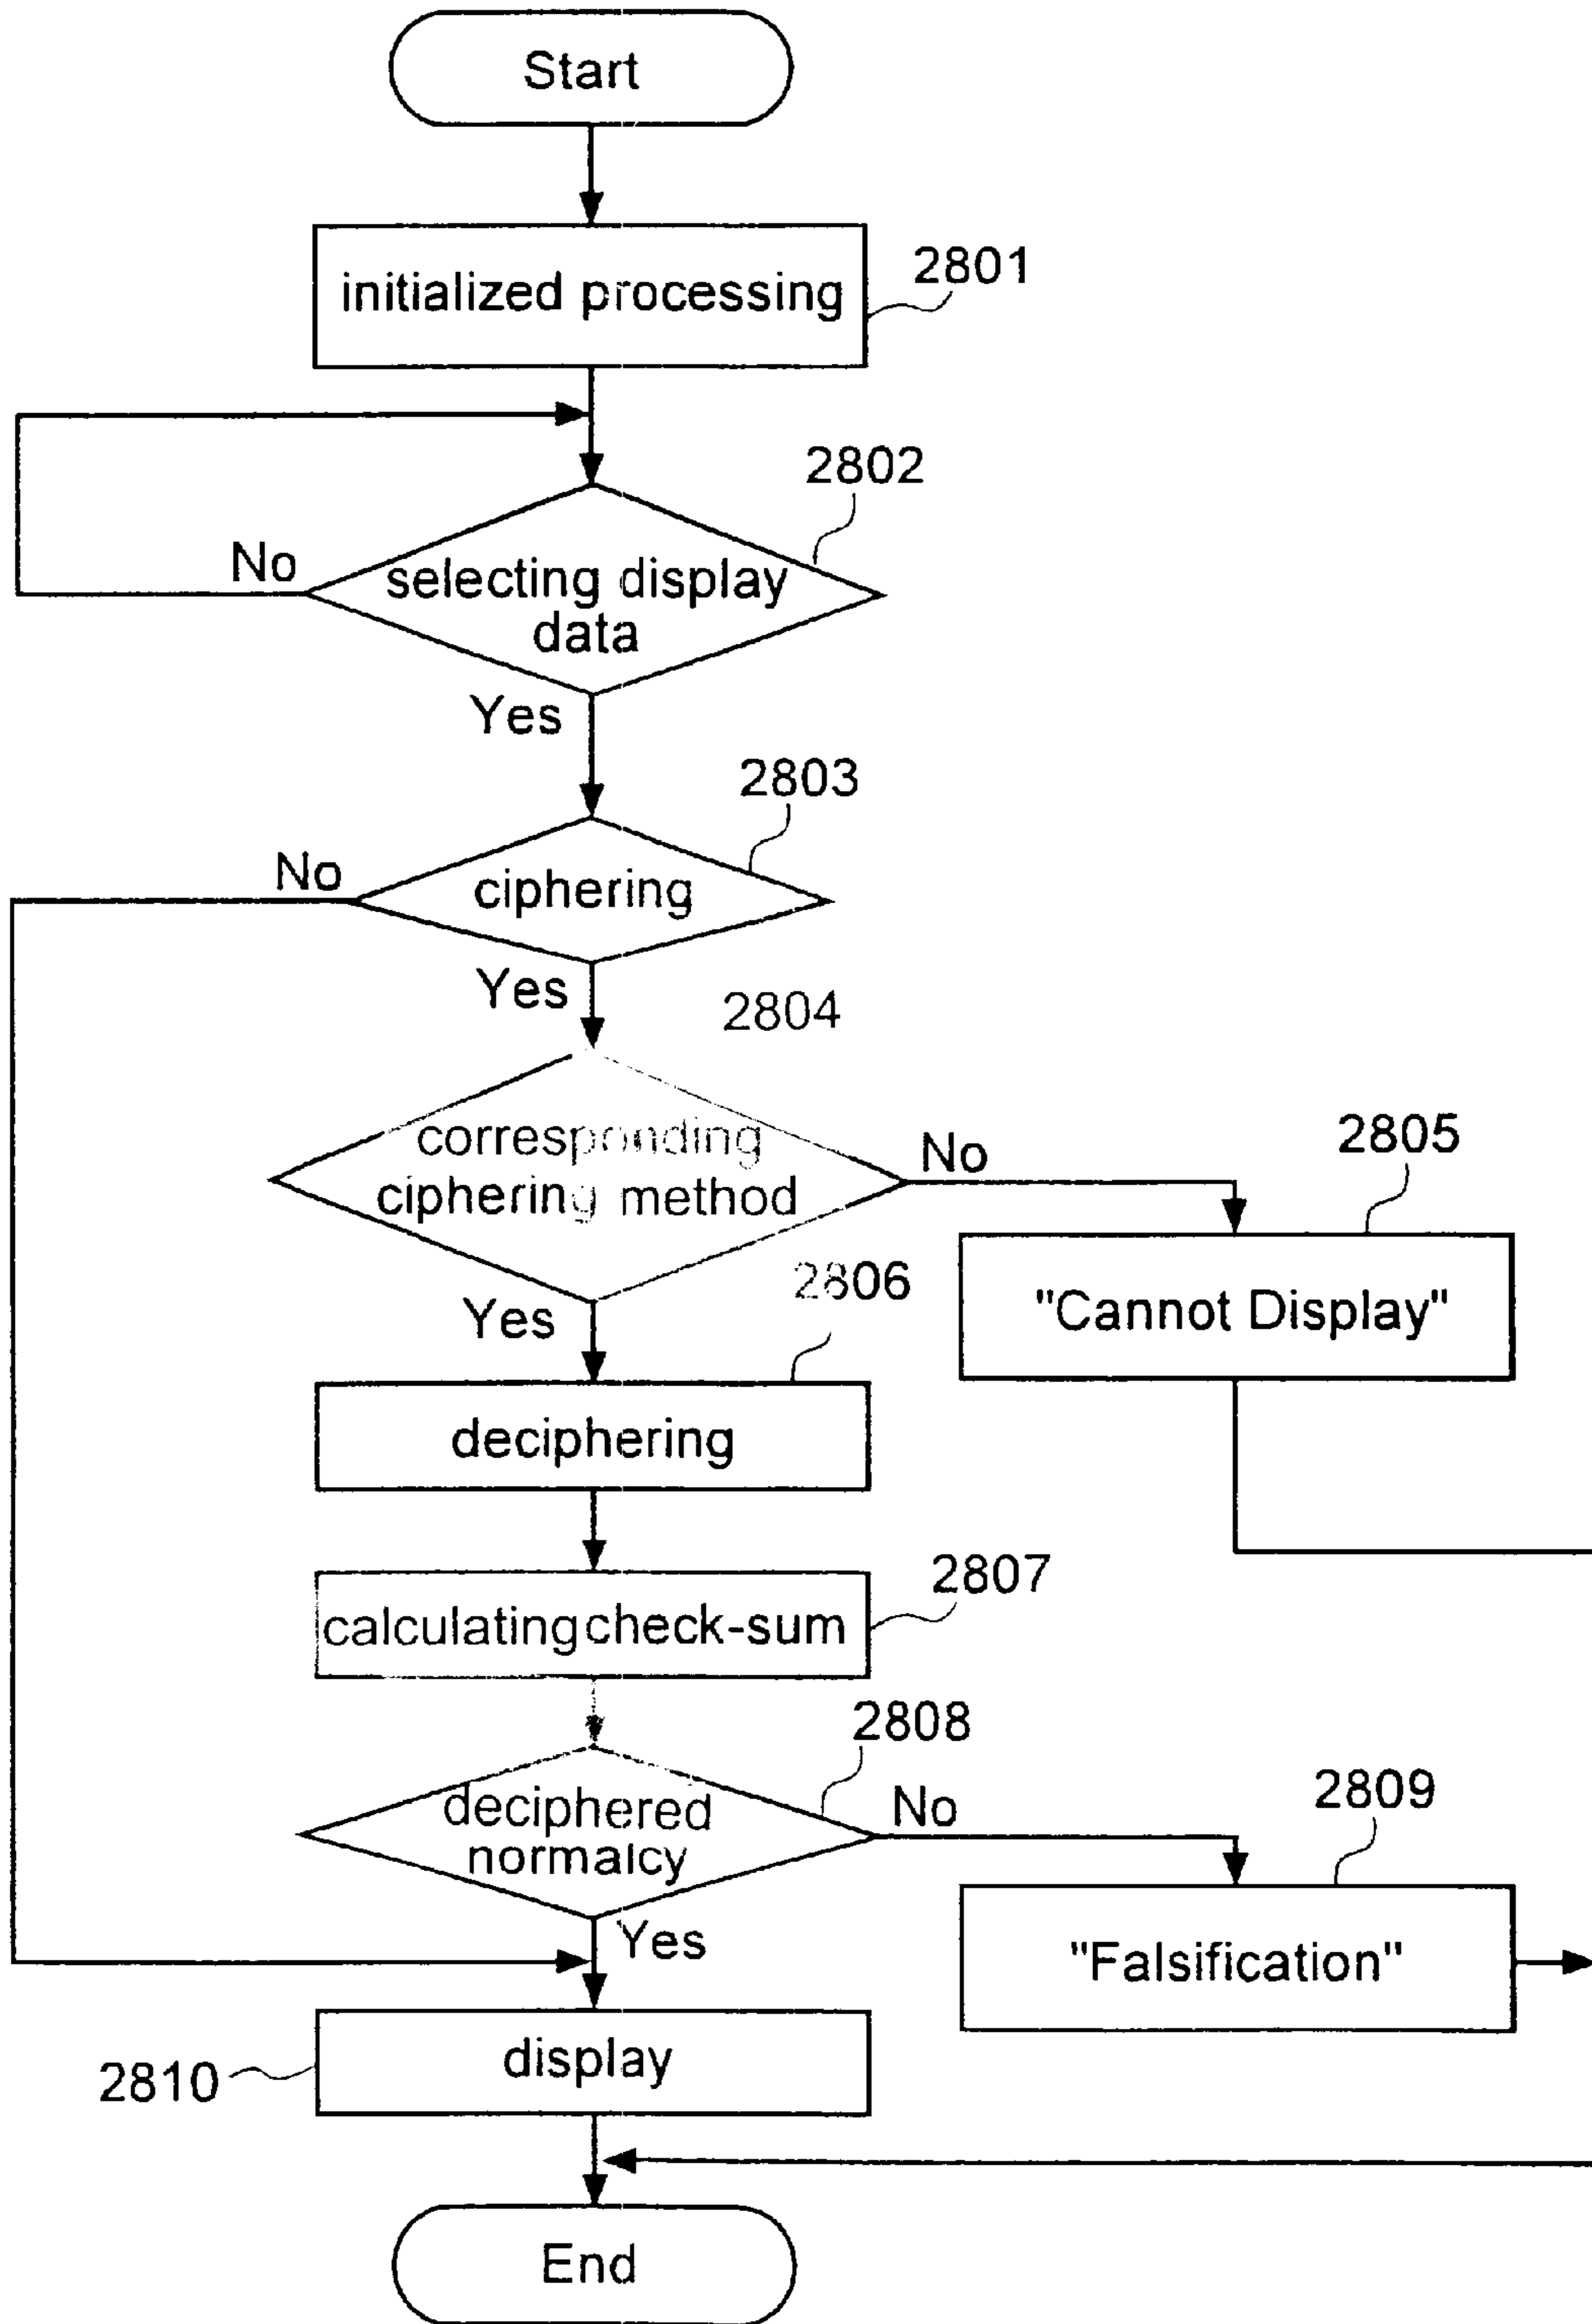 Start
initialized processing
2801
2802
No
selecting display
data
Yes
2803
No
ciphering
Yes
2804
corresponding
ciphering method
No
2805
"Cannot Display"
2806
Yes
deciphering
calculating check-sum
2807
2808
deciphered
normalcy
No
2809
"Falsification"
Yes
display
2810
End